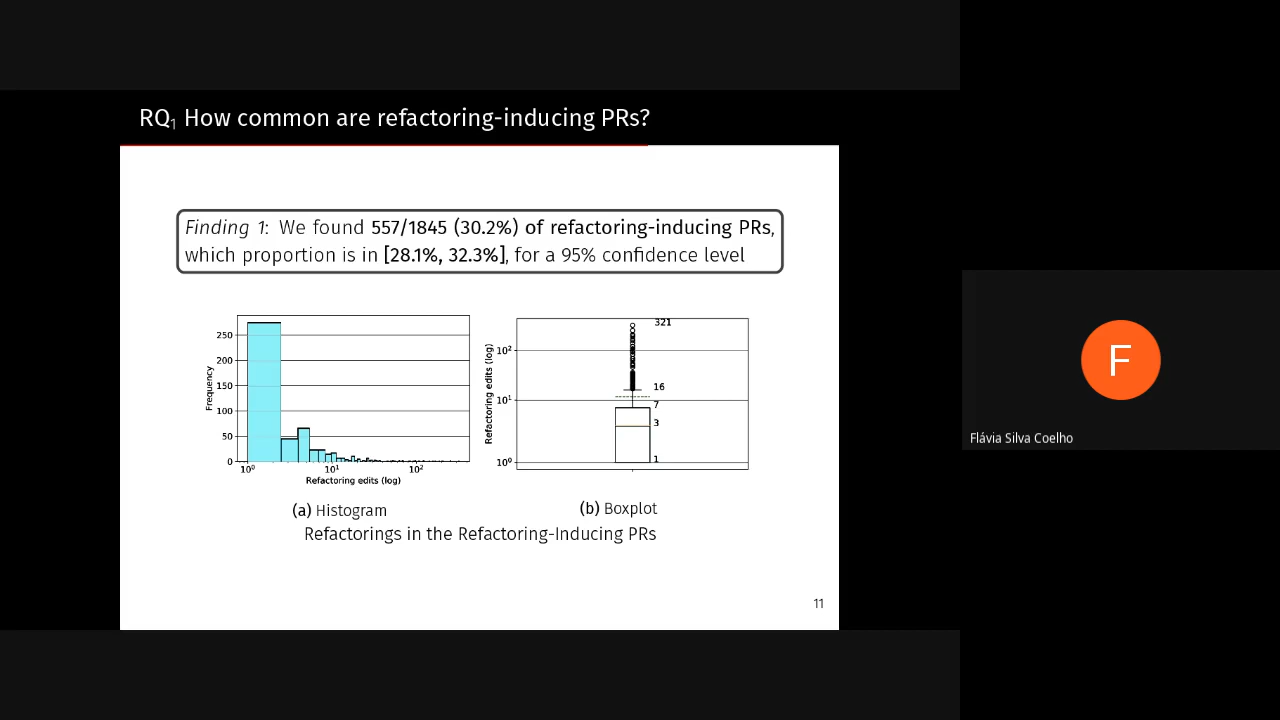 RQ1 How common are refactoring-inducing PRs?
Finding 1: We found 557/1845 (30.2%) of refactoring-inducing PRs,
which proportion is in [28.1%, 32.3%], for a 95% confidence level
Frequency
250
200
150
100
50
0
10⁰
10¹
10²
Refactoring edits (log)
(a) Histogram
Refactoring edits (log)
10²
10¹
10⁰
321
16
7
3
1
(b) Boxplot
Refactorings in the Refactoring-Inducing PRs
11
F
Flávia Silva Coelho